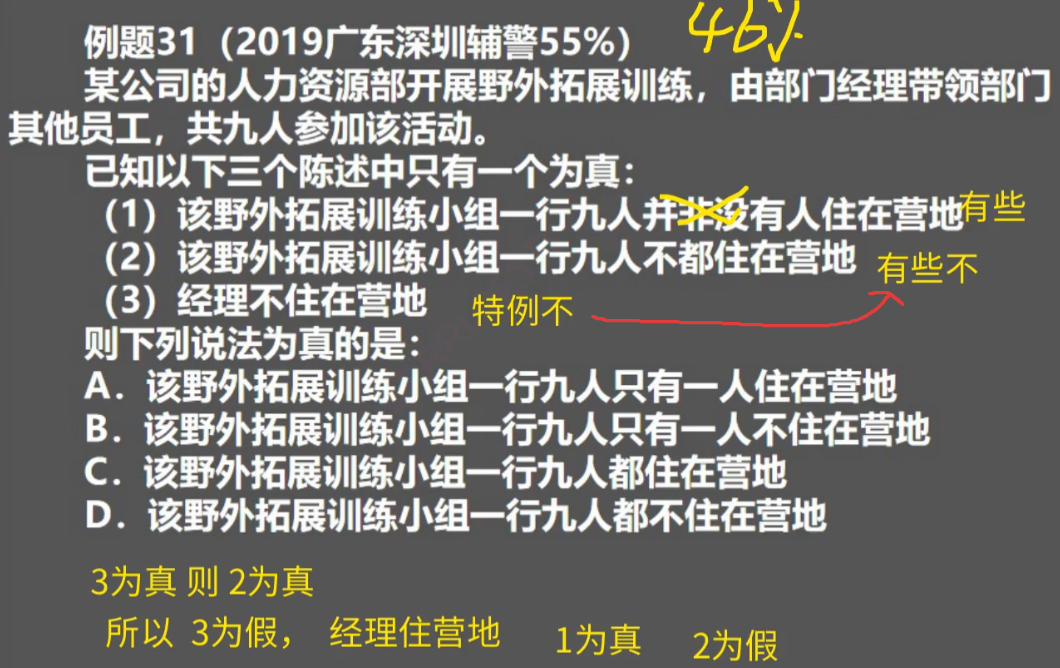 46%
例题31（2019广东深圳辅警55%）
某公司的人力资源部开展野外拓展训练，由部门经理带领部门
其他员工，共九人参加该活动。
已知以下三个陈述中只有一个为真：
（1）该野外拓展训练小组一行九人并非没有人住在营地 有些
（2）该野外拓展训练小组一行九人不都住在营地 有些不
（3）经理不住在营地 特例不
则下列说法为真的是：
A．该野外拓展训练小组一行九人只有一人住在营地
B．该野外拓展训练小组一行九人只有一人不住在营地
C．该野外拓展训练小组一行九人都住在营地
D．该野外拓展训练小组一行九人都不住在营地
3为真 则 2为真
所以 3为假， 经理住营地 1为真 2为假